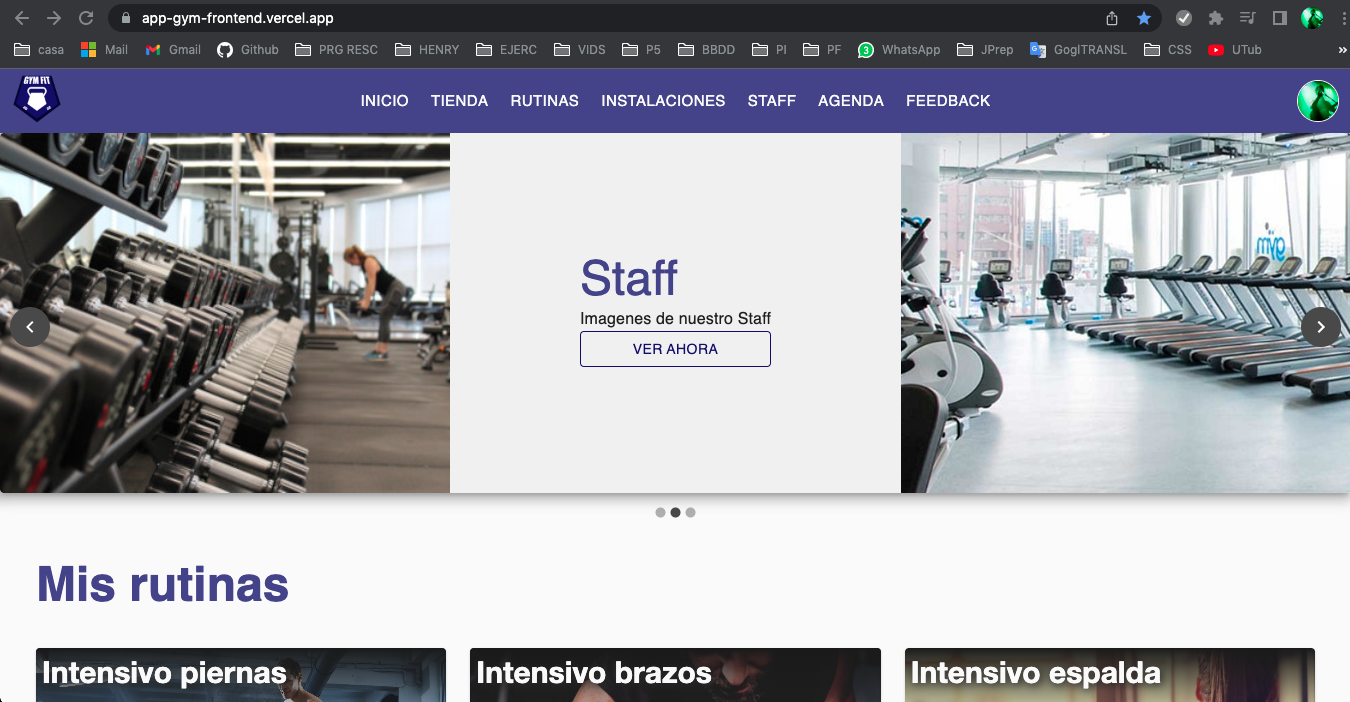 app-gym-frontend.vercel.app
casa Mail Gmail Github PRG RESC HENRY EJERC VIDS P5 BBDD PI PF 3 WhatsApp JPrep GoglTRANSL CSS UTub »
GYM FIT
INICIO TIENDA RUTINAS INSTALACIONES STAFF AGENDA FEEDBACK
gym
Staff
Imagenes de nuestro Staff
VER AHORA
Mis rutinas
Intensivo piernas Intensivo brazos Intensivo espalda